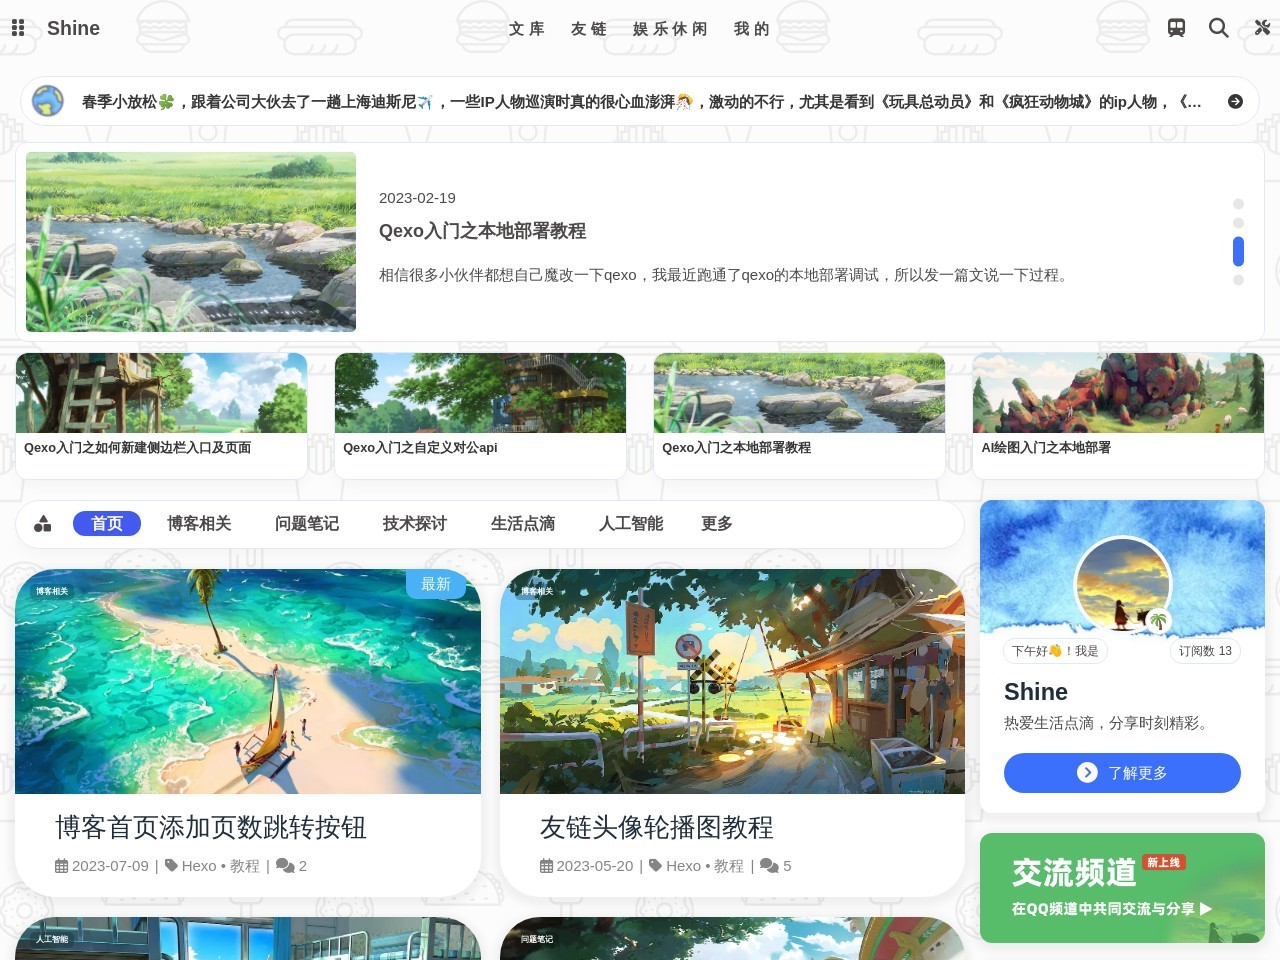 Shine
文库 友链 娱乐休闲 我的
春季小放松🍀，跟着公司大伙去了一趟上海迪斯尼✈️，一些IP人物巡演时真的很心血澎湃🎊，激动的不行，尤其是看到《玩具总动员》和《疯狂动物城》的ip人物，《...
2023-02-19
Qexo入门之本地部署教程
相信很多小伙伴都想自己魔改一下qexo，我最近跑通了qexo的本地部署调试，所以发一篇文说一下过程。
Qexo入门之如何新建侧边栏入口及页面
Qexo入门之自定义对公api
Qexo入门之本地部署教程
AI绘图入门之本地部署
首页 博客相关 问题笔记 技术探讨 生活点滴 人工智能 更多
博客相关
最新
博客首页添加页数跳转按钮
2023-07-09 | Hexo • 教程 | 2
博客相关
友链头像轮播图教程
2023-05-20 | Hexo • 教程 | 5
人工智能
问题笔记
下午好👋！我是
订阅数 13
Shine
热爱生活点滴，分享时刻精彩。
了解更多
交流频道 新上线
在QQ频道中共同交流与分享 ▶